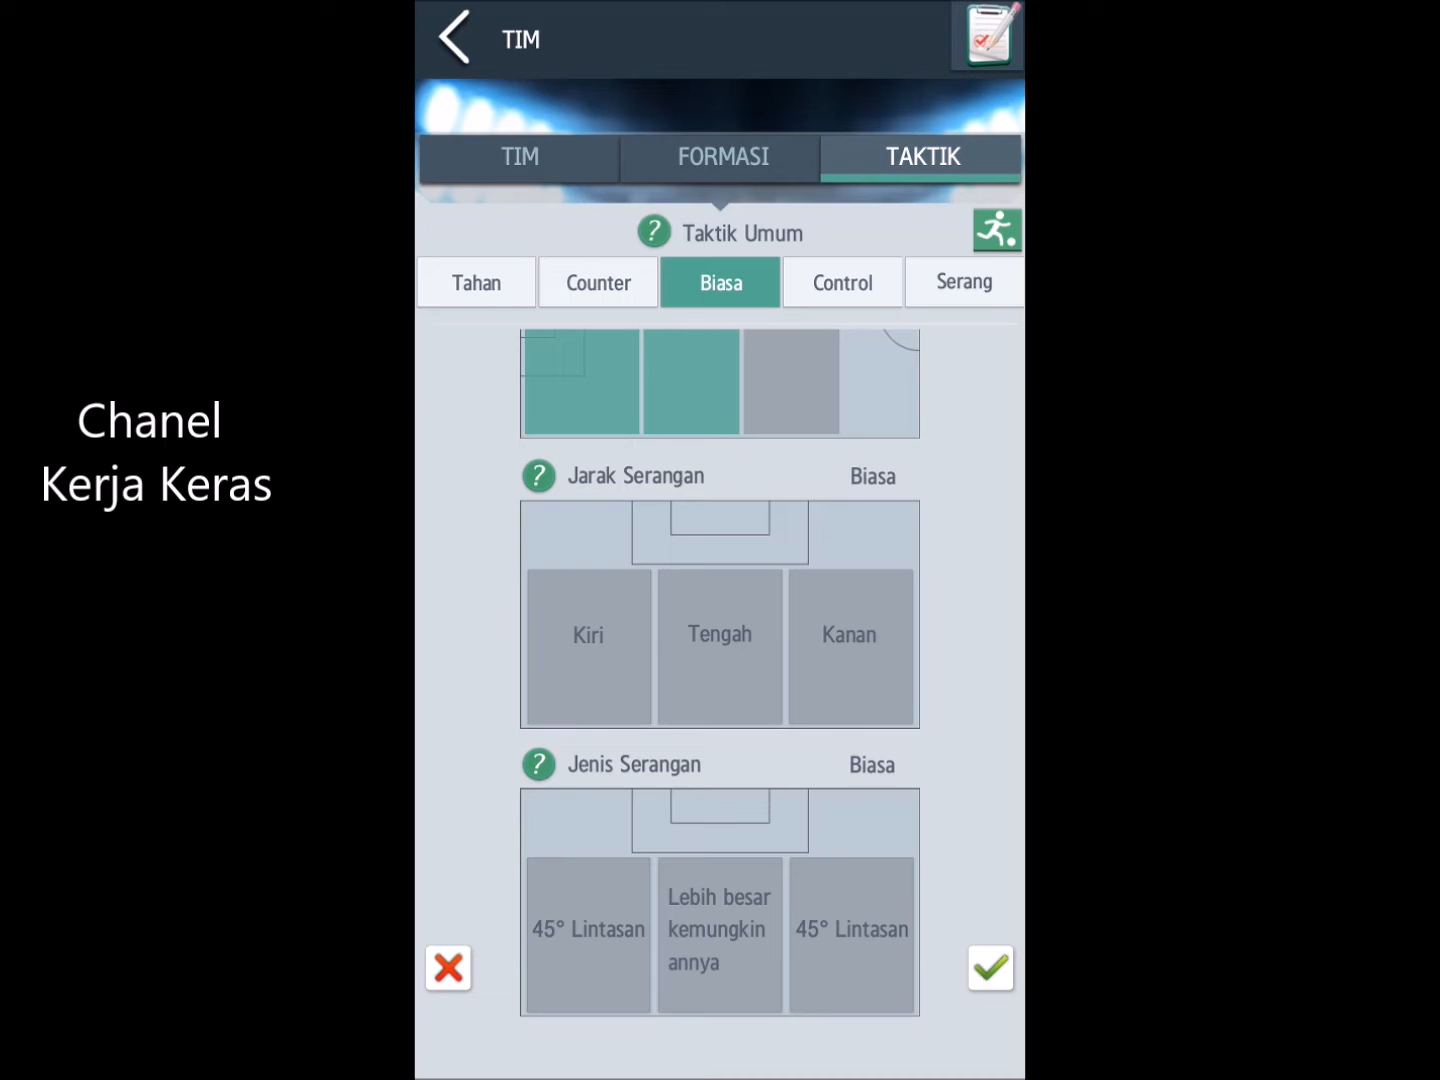 TIM
TIM
FORMASI
TAKTIK
? Taktik Umum
Tahan
Counter
Biasa
Control
Serang
Chanel
Kerja Keras
? Jarak Serangan
Biasa
Kiri
Tengah
Kanan
? Jenis Serangan
Biasa
45° Lintasan
Lebih besar
kemungkin
annya
45° Lintasan